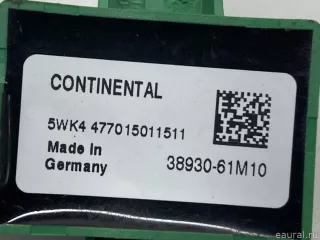 CONTINENTAL
5WK4 477015011511
Made in
Germany
38930-61M10
eaural.ru